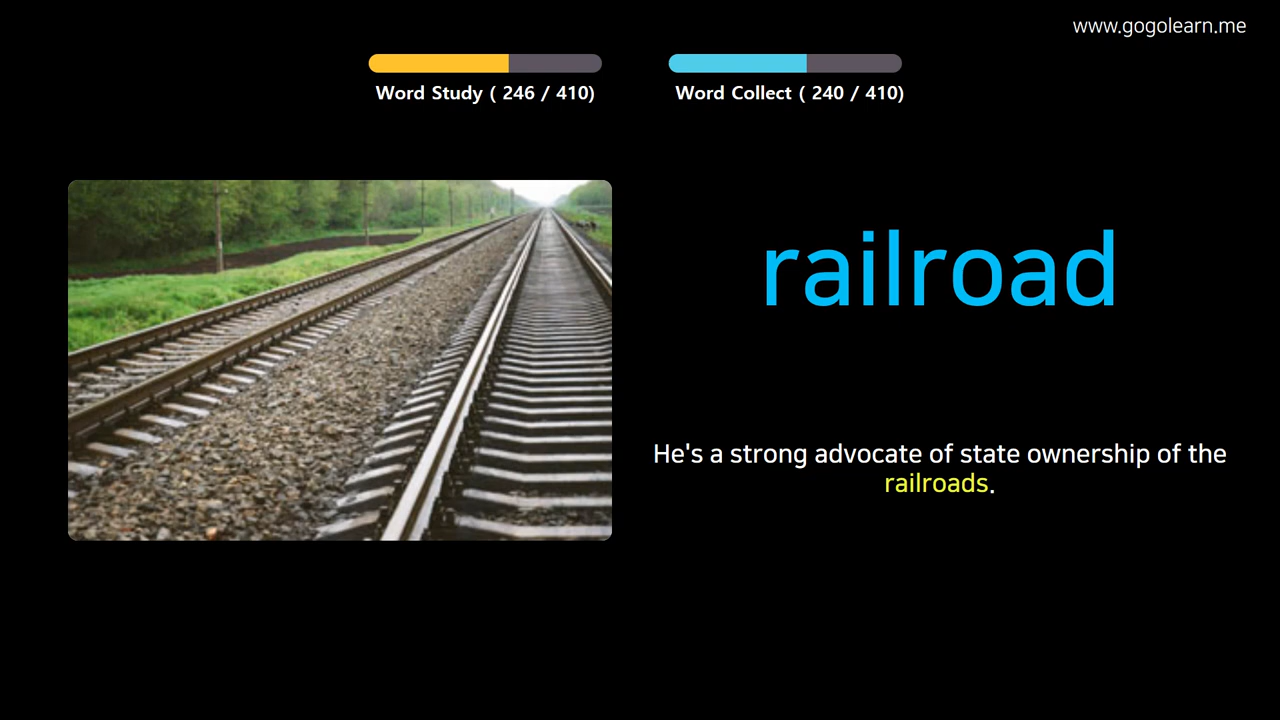 www.gogolearn.me
Word Study ( 246 / 410)
Word Collect ( 240 / 410)
railroad
He's a strong advocate of state ownership of the
railroads.